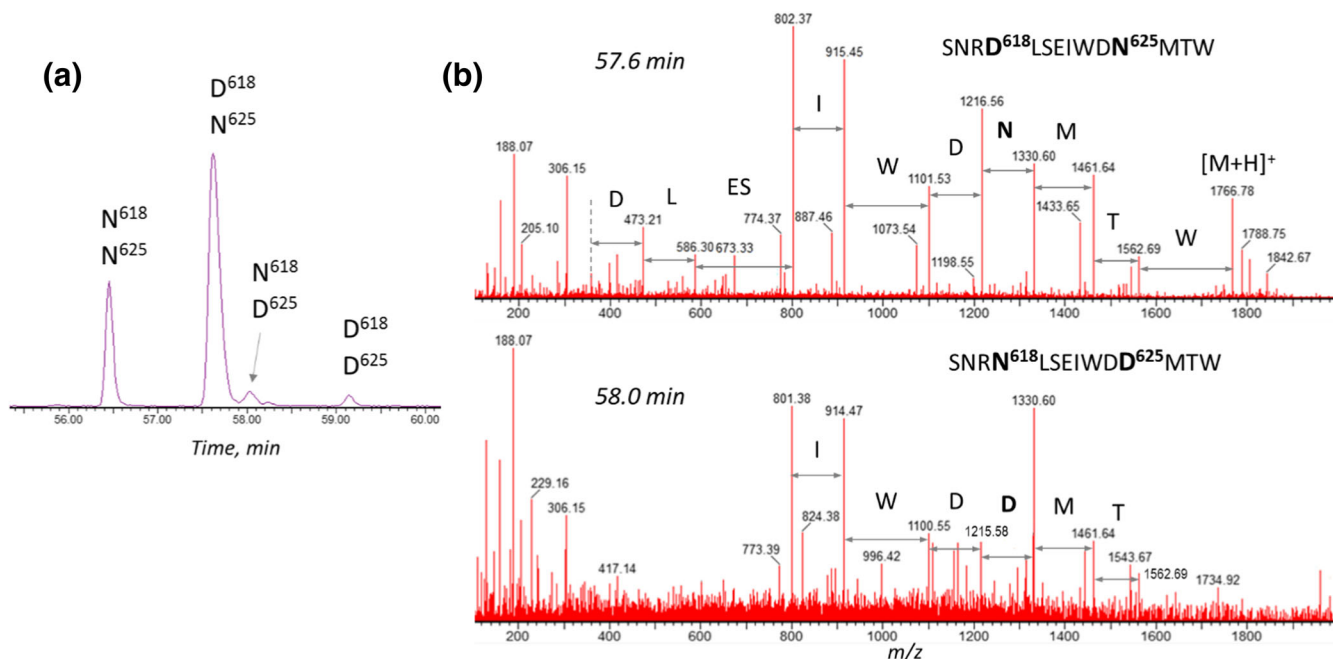 (a)
D618
N625
N618
N625
N618
D625
D618
D625
56.00 57.00 58.00 59.00 60.00
Time, min
(b)
57.6 min
SNRD618LSEIWDN625MTW
802.37
915.45
1216.56
I
188.07
306.15
205.10
D
L
ES
473.21
586.30
673.33
774.37
887.46
W
D
N
M
1101.53
1073.54
1198.55
1330.60
1461.64
1433.65
T
W
1562.69
[M+H]+
1766.78
1788.75
1842.67
200 400 600 800 1000 1200 1400 1600 1800
58.0 min
SNRN618LSEIWDD625MTW
188.07
229.16
306.15
417.14
801.38
914.47
I
773.39
824.38
W
D
D
M
T
996.42
1100.55
1215.58
1330.60
1461.64
1543.67
1562.69
1734.92
200 400 600 800 1000 1200 1400 1600 1800
m/z